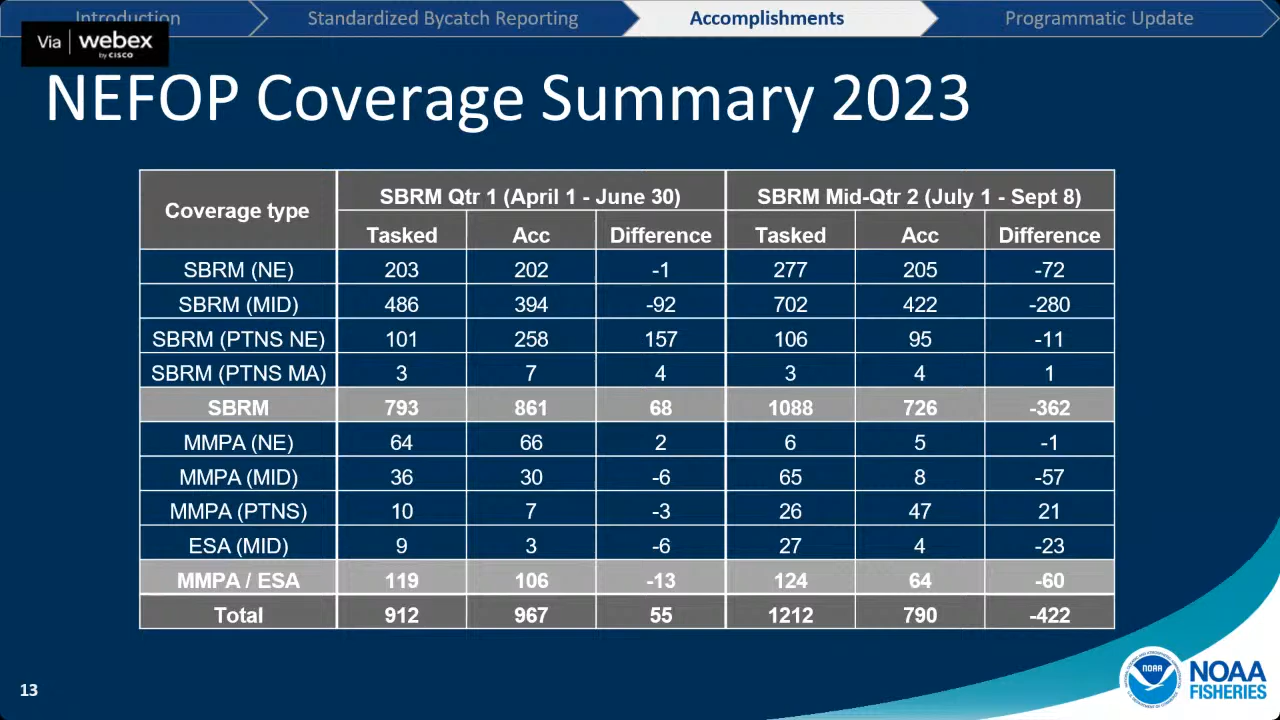 Introduction Standardized Bycatch Reporting Accomplishments Programmatic Update
Via webex
by CISCO
NEFOP Coverage Summary 2023
Coverage type SBRM Qtr 1 (April 1 - June 30) SBRM Mid-Qtr 2 (July 1 - Sept 8)
Tasked Acc Difference Tasked Acc Difference
SBRM (NE) 203 202 -1 277 205 -72
SBRM (MID) 486 394 -92 702 422 -280
SBRM (PTNS NE) 101 258 157 106 95 -11
SBRM (PTNS MA) 3 7 4 3 4 1
SBRM 793 861 68 1088 726 -362
MMPA (NE) 64 66 2 6 5 -1
MMPA (MID) 36 30 -6 65 8 -57
MMPA (PTNS) 10 7 -3 26 47 21
ESA (MID) 9 3 -6 27 4 -23
MMPA / ESA 119 106 -13 124 64 -60
Total 912 967 55 1212 790 -422
13
NOAA
NOAA
FISHERIES